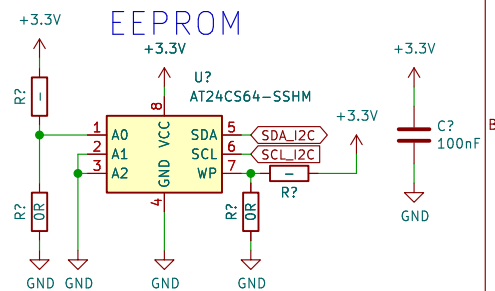 EEPROM
+3.3V
+3.3V
+3.3V
U?
AT24CS64-SSHM
R?
–
8
VCC
1
A0
2
A1
3
A2
SDA
5
SDA_I2C
SCL
6
SCL_I2C
WP
7
GND
4
+3.3V
R?
–
R?
0R
R?
0R
C?
100nF
B
GND
GND
GND
GND
GND